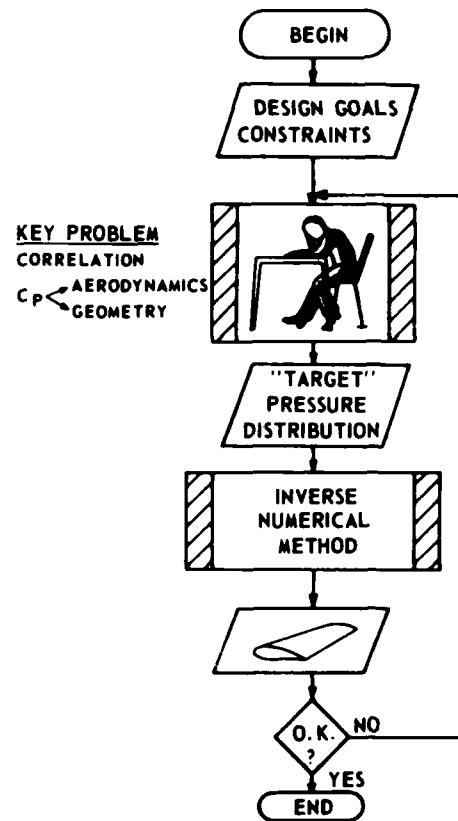 BEGIN
DESIGN GOALS
CONSTRAINTS
KEY PROBLEM
CORRELATION
CP AERODYNAMICS
GEOMETRY
"TARGET"
PRESSURE
DISTRIBUTION
INVERSE
NUMERICAL
METHOD
O.K.
?
NO
YES
END